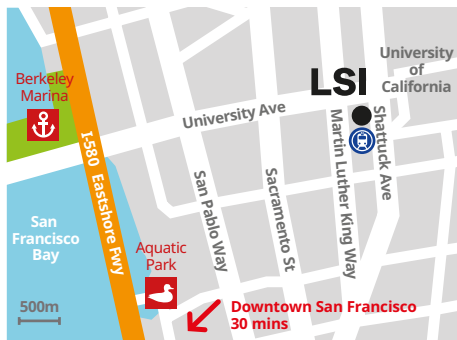 University
of
California
LSI
Berkeley
Marina
University Ave
Shattuck Ave
Martin Luther King Way
I-580 Eastshore Fwy
San Pablo Way
Sacramento St
San
Francisco
Bay
Aquatic
Park
500m
Downtown San Francisco
30 mins